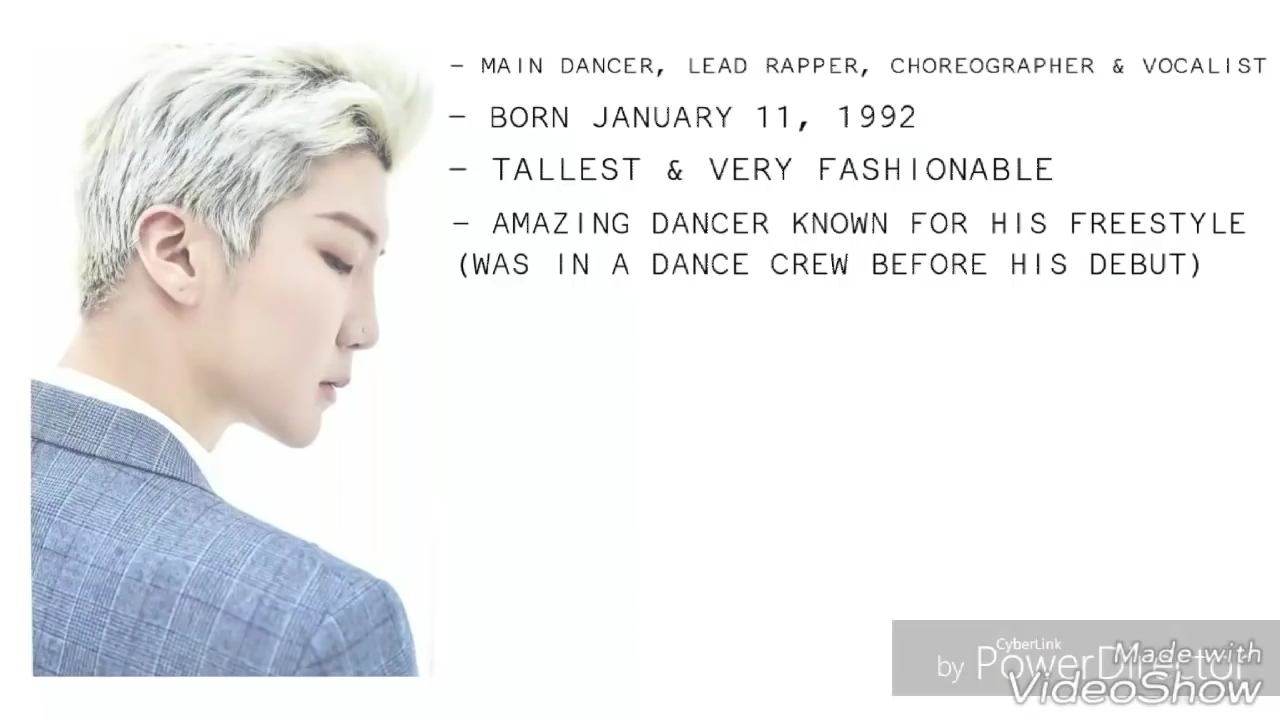 - MAIN DANCER, LEAD RAPPER, CHOREOGRAPHER & VOCALIST
- BORN JANUARY 11, 1992
- TALLEST & VERY FASHIONABLE
- AMAZING DANCER KNOWN FOR HIS FREESTYLE
(WAS IN A DANCE CREW BEFORE HIS DEBUT)
CyberLink
by PowerDirector
Made with
VideoShow